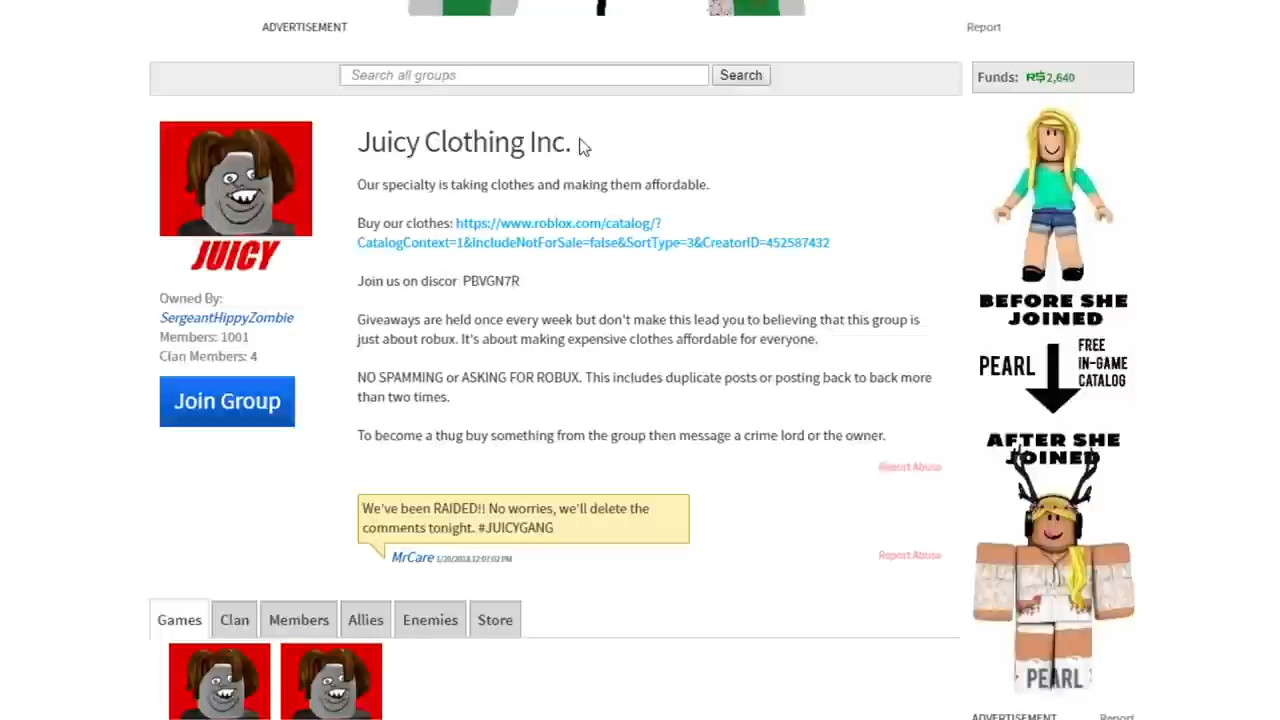 ADVERTISEMENT
Report
Search all groups
Search
Funds: R$2,640
JUICY
Owned By:
SergeantHippyZombie
Members: 1001
Clan Members: 4
Join Group
Juicy Clothing Inc.
Our specialty is taking clothes and making them affordable.
Buy our clothes: https://www.roblox.com/catalog/?
CatalogContext=1&IncludeNotForSale=false&SortType=3&CreatorID=452587432
Join us on discor PBVGN7R
Giveaways are held once every week but don't make this lead you to believing that this group is
just about robux. It's about making expensive clothes affordable for everyone.
NO SPAMMING or ASKING FOR ROBUX. This includes duplicate posts or posting back to back more
than two times.
To become a thug buy something from the group then message a crime lord or the owner.
Report Abuse
We've been RAIDED!! No worries, we'll delete the
comments tonight. #JUICYGANG
MrCare
Report Abuse
Games
Clan
Members
Allies
Enemies
Store
BEFORE SHE
JOINED
PEARL
FREE
IN-GAME
CATALOG
AFTER SHE
JOINED
PEARL
ADVERTISEMENT
Report